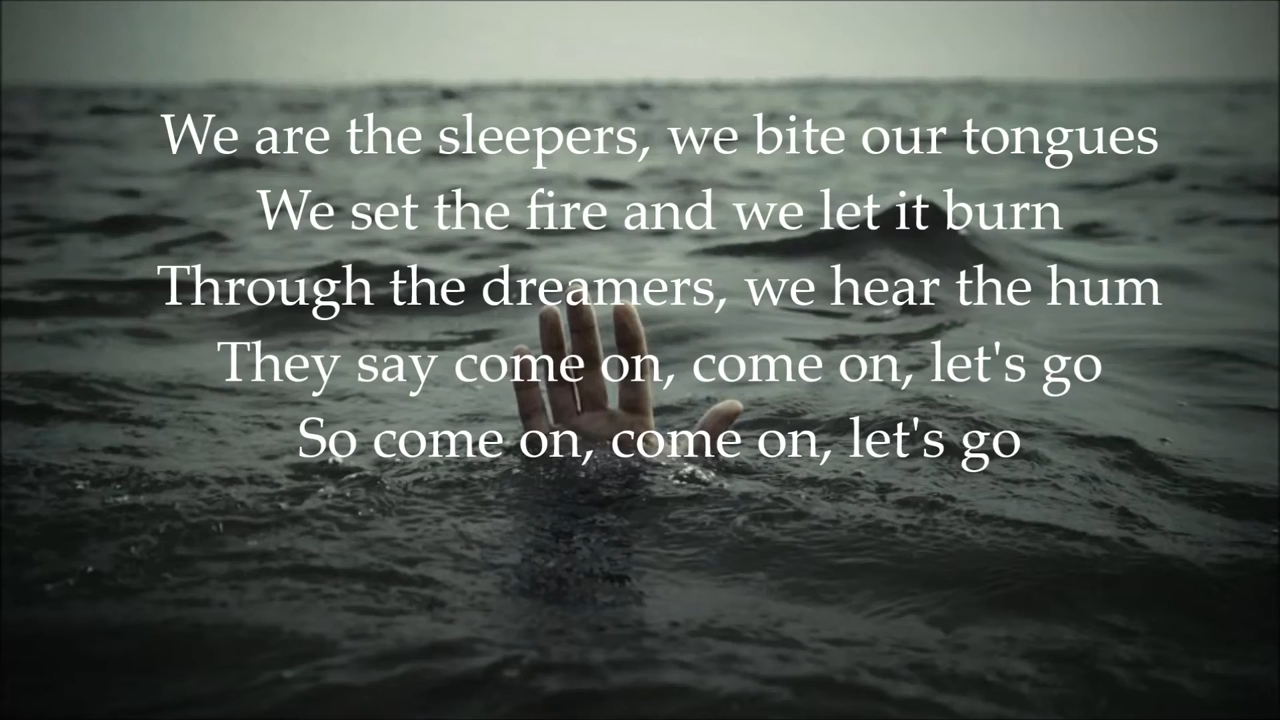 We are the sleepers, we bite our tongues
We set the fire and we let it burn
Through the dreamers, we hear the hum
They say come on, come on, let's go
So come on, come on, let's go